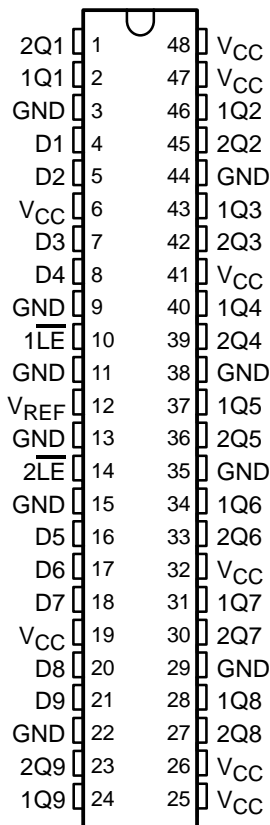 2Q1 1 48 VCC
1Q1 2 47 VCC
GND 3 46 1Q2
D1 4 45 2Q2
D2 5 44 GND
VCC 6 43 1Q3
D3 7 42 2Q3
D4 8 41 VCC
GND 9 40 1Q4
1L̅E̅ 10 39 2Q4
GND 11 38 GND
VREF 12 37 1Q5
GND 13 36 2Q5
2L̅E̅ 14 35 GND
GND 15 34 1Q6
D5 16 33 2Q6
D6 17 32 VCC
D7 18 31 1Q7
VCC 19 30 2Q7
D8 20 29 GND
D9 21 28 1Q8
GND 22 27 2Q8
2Q9 23 26 VCC
1Q9 24 25 VCC